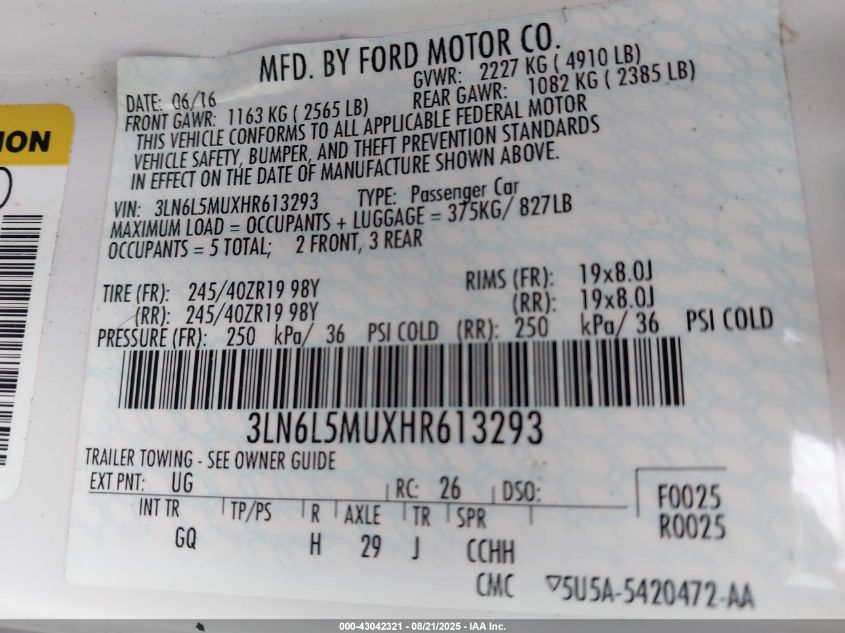 MFD. BY FORD MOTOR CO.
DATE: 06/16 GVWR: 2227 KG ( 4910 LB)
FRONT GAWR: 1163 KG ( 2565 LB) REAR GAWR: 1082 KG ( 2385 LB)
THIS VEHICLE CONFORMS TO ALL APPLICABLE FEDERAL MOTOR
VEHICLE SAFETY, BUMPER, AND THEFT PREVENTION STANDARDS
IN EFFECT ON THE DATE OF MANUFACTURE SHOWN ABOVE.
VIN: 3LN6L5MUXHR613293 TYPE: Passenger Car
MAXIMUM LOAD = OCCUPANTS + LUGGAGE = 375KG/ 827LB
OCCUPANTS = 5 TOTAL; 2 FRONT, 3 REAR
TIRE (FR): 245/40ZR19 98Y RIMS (FR): 19x8.0J
(RR): 245/40ZR19 98Y (RR): 19x8.0J
PRESSURE (FR): 250 kPa/ 36 PSI COLD (RR): 250 kPa/ 36 PSI COLD
3LN6L5MUXHR613293
TRAILER TOWING - SEE OWNER GUIDE
EXT PNT: UG RC: 26 DSO:
INT TR TP/PS R AXLE TR SPR
GQ H 29 J CCHH
F0025
R0025
CMC ▽5U5A-5420472-AA
000-43042321 - 08/21/2025 - IAA Inc.